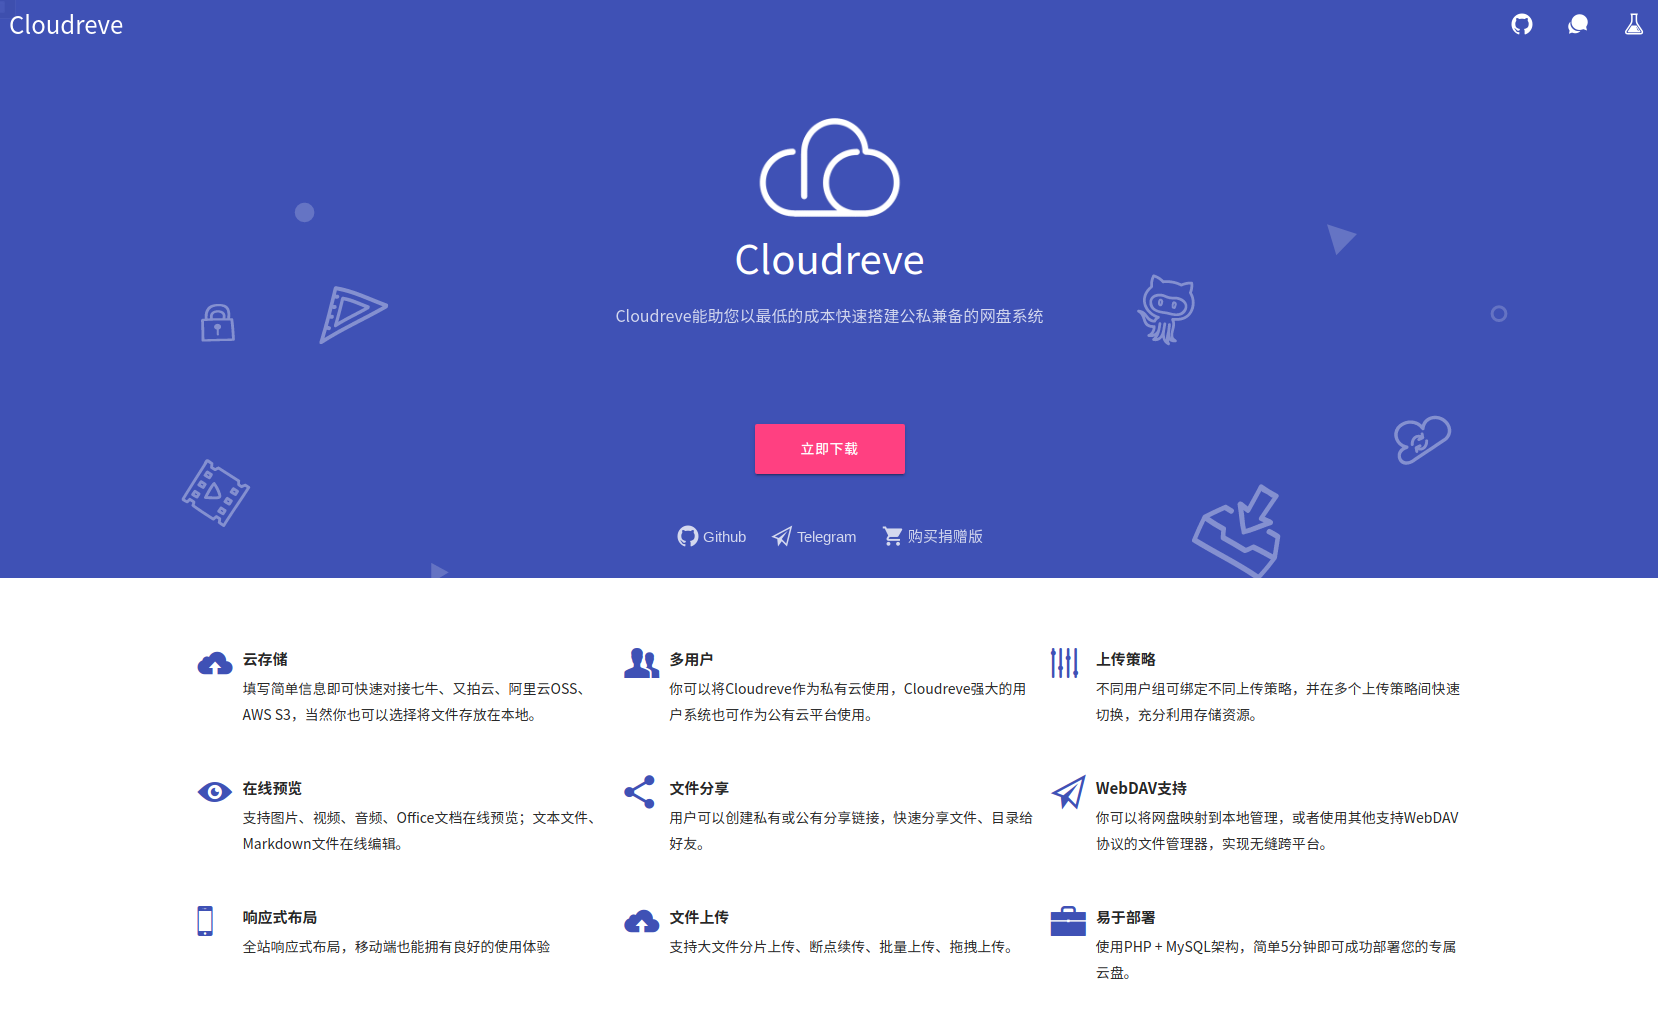 Cloudreve
Cloudreve
Cloudreve能助您以最低的成本快速搭建公私兼备的网盘系统
立即下载
Github Telegram 购买捐赠版
云存储
填写简单信息即可快速对接七牛、又拍云、阿里云OSS、
AWS S3，当然你也可以选择将文件存放在本地。
多用户
你可以将Cloudreve作为私有云使用，Cloudreve强大的用
户系统也可作为公有云平台使用。
上传策略
不同用户组可绑定不同上传策略，并在多个上传策略间快速
切换，充分利用存储资源。
在线预览
支持图片、视频、音频、Office文档在线预览；文本文件、
Markdown文件在线编辑。
文件分享
用户可以创建私有或公有分享链接，快速分享文件、目录给
好友。
WebDAV支持
你可以将网盘映射到本地管理，或者使用其他支持WebDAV
协议的文件管理器，实现无缝跨平台。
响应式布局
全站响应式布局，移动端也能拥有良好的使用体验
文件上传
支持大文件分片上传、断点续传、批量上传、拖拽上传。
易于部署
使用PHP + MySQL架构，简单5分钟即可成功部署您的专属
云盘。